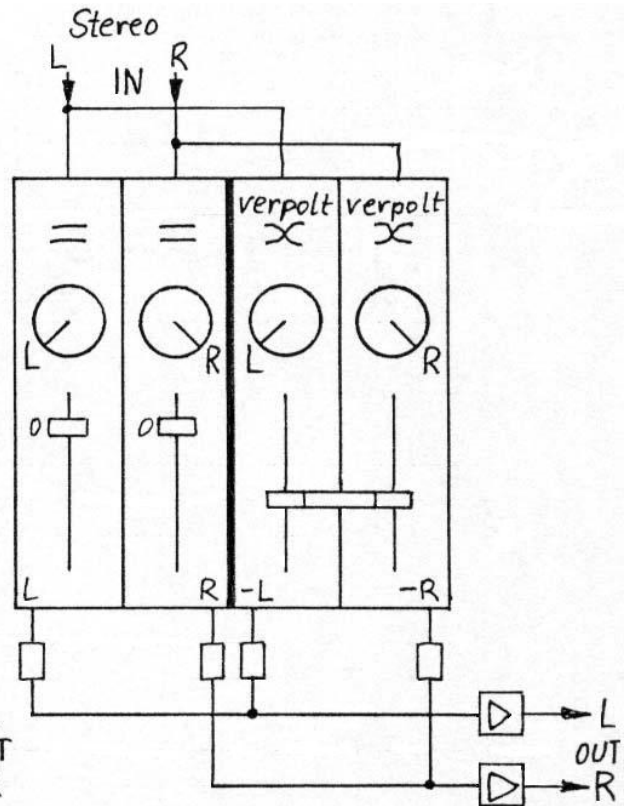 Stereo
L R
IN
verpolt verpolt
L R L R
0 0
L R -L -R
L
T OUT
R